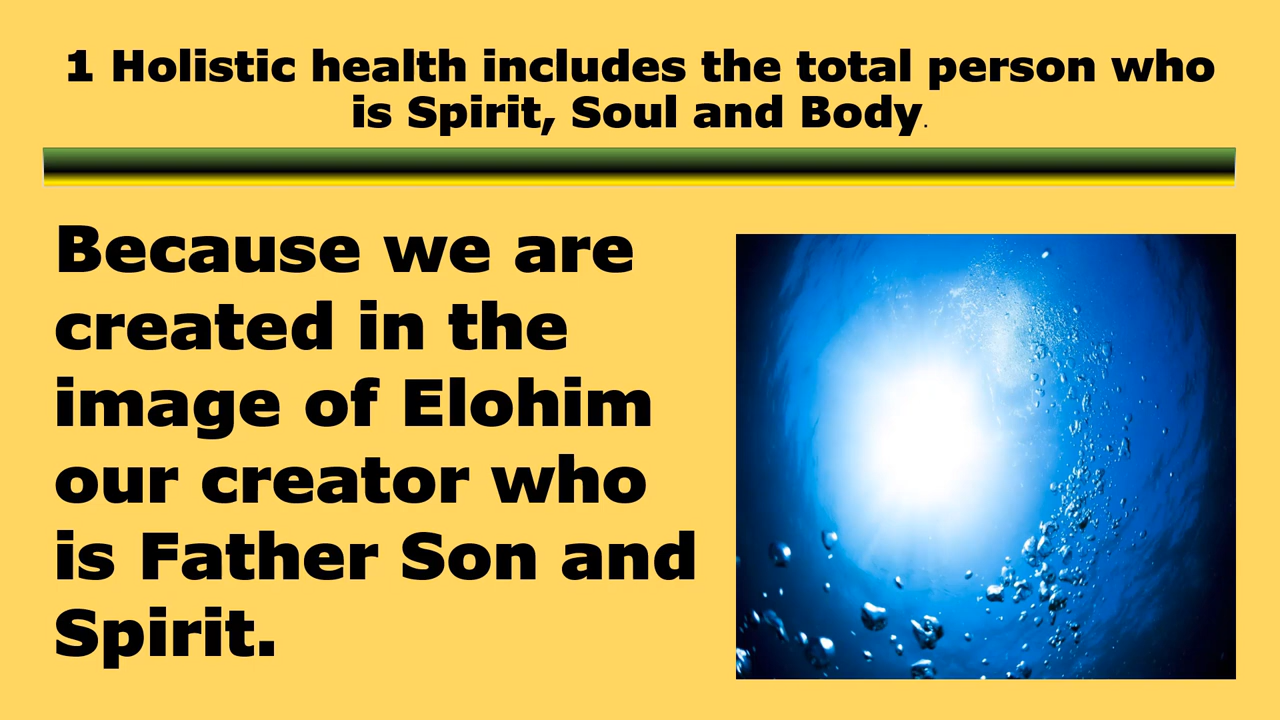 1 Holistic health includes the total person who
is Spirit, Soul and Body.
Because we are
created in the
image of Elohim
our creator who
is Father Son and
Spirit.